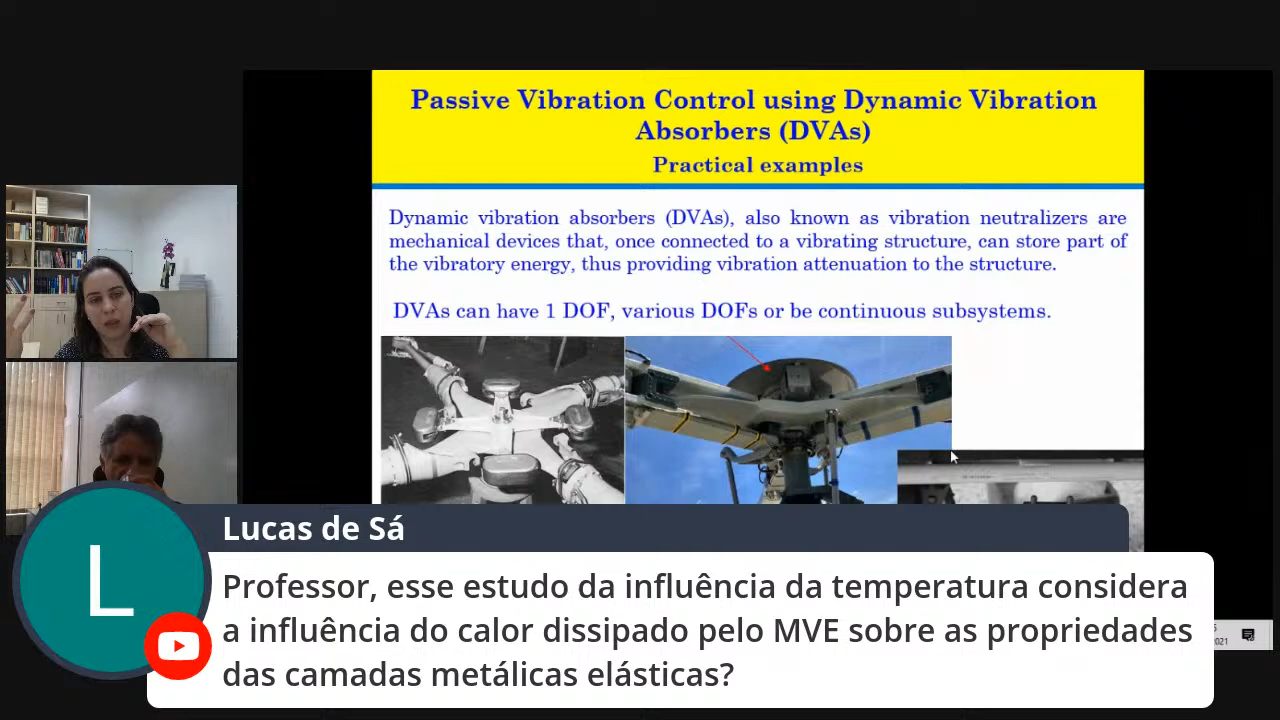 Passive Vibration Control using Dynamic Vibration
Absorbers (DVAs)
Practical examples
Dynamic vibration absorbers (DVAs), also known as vibration neutralizers are
mechanical devices that, once connected to a vibrating structure, can store part of
the vibratory energy, thus providing vibration attenuation to the structure.
DVAs can have 1 DOF, various DOFs or be continuous subsystems.
L
Lucas de Sá
Professor, esse estudo da influência da temperatura considera
a influência do calor dissipado pelo MVE sobre as propriedades
das camadas metálicas elásticas?
2021